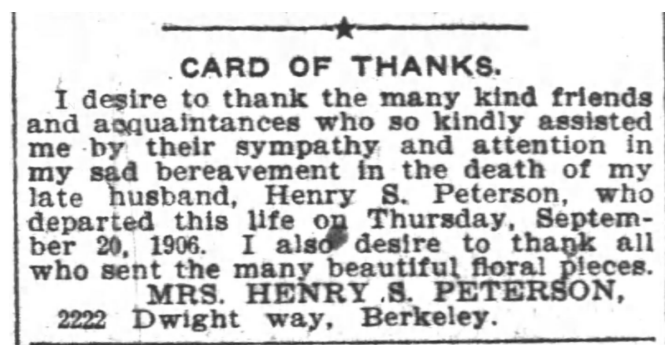 CARD OF THANKS.
I desire to thank the many kind friends
and acquaintances who so kindly assisted
me by their sympathy and attention in
my sad bereavement in the death of my
late husband, Henry S. Peterson, who
departed this life on Thursday, Septem-
ber 20, 1906. I also desire to thank all
who sent the many beautiful floral pieces.
MRS. HENRY S. PETERSON,
2222 Dwight way, Berkeley.